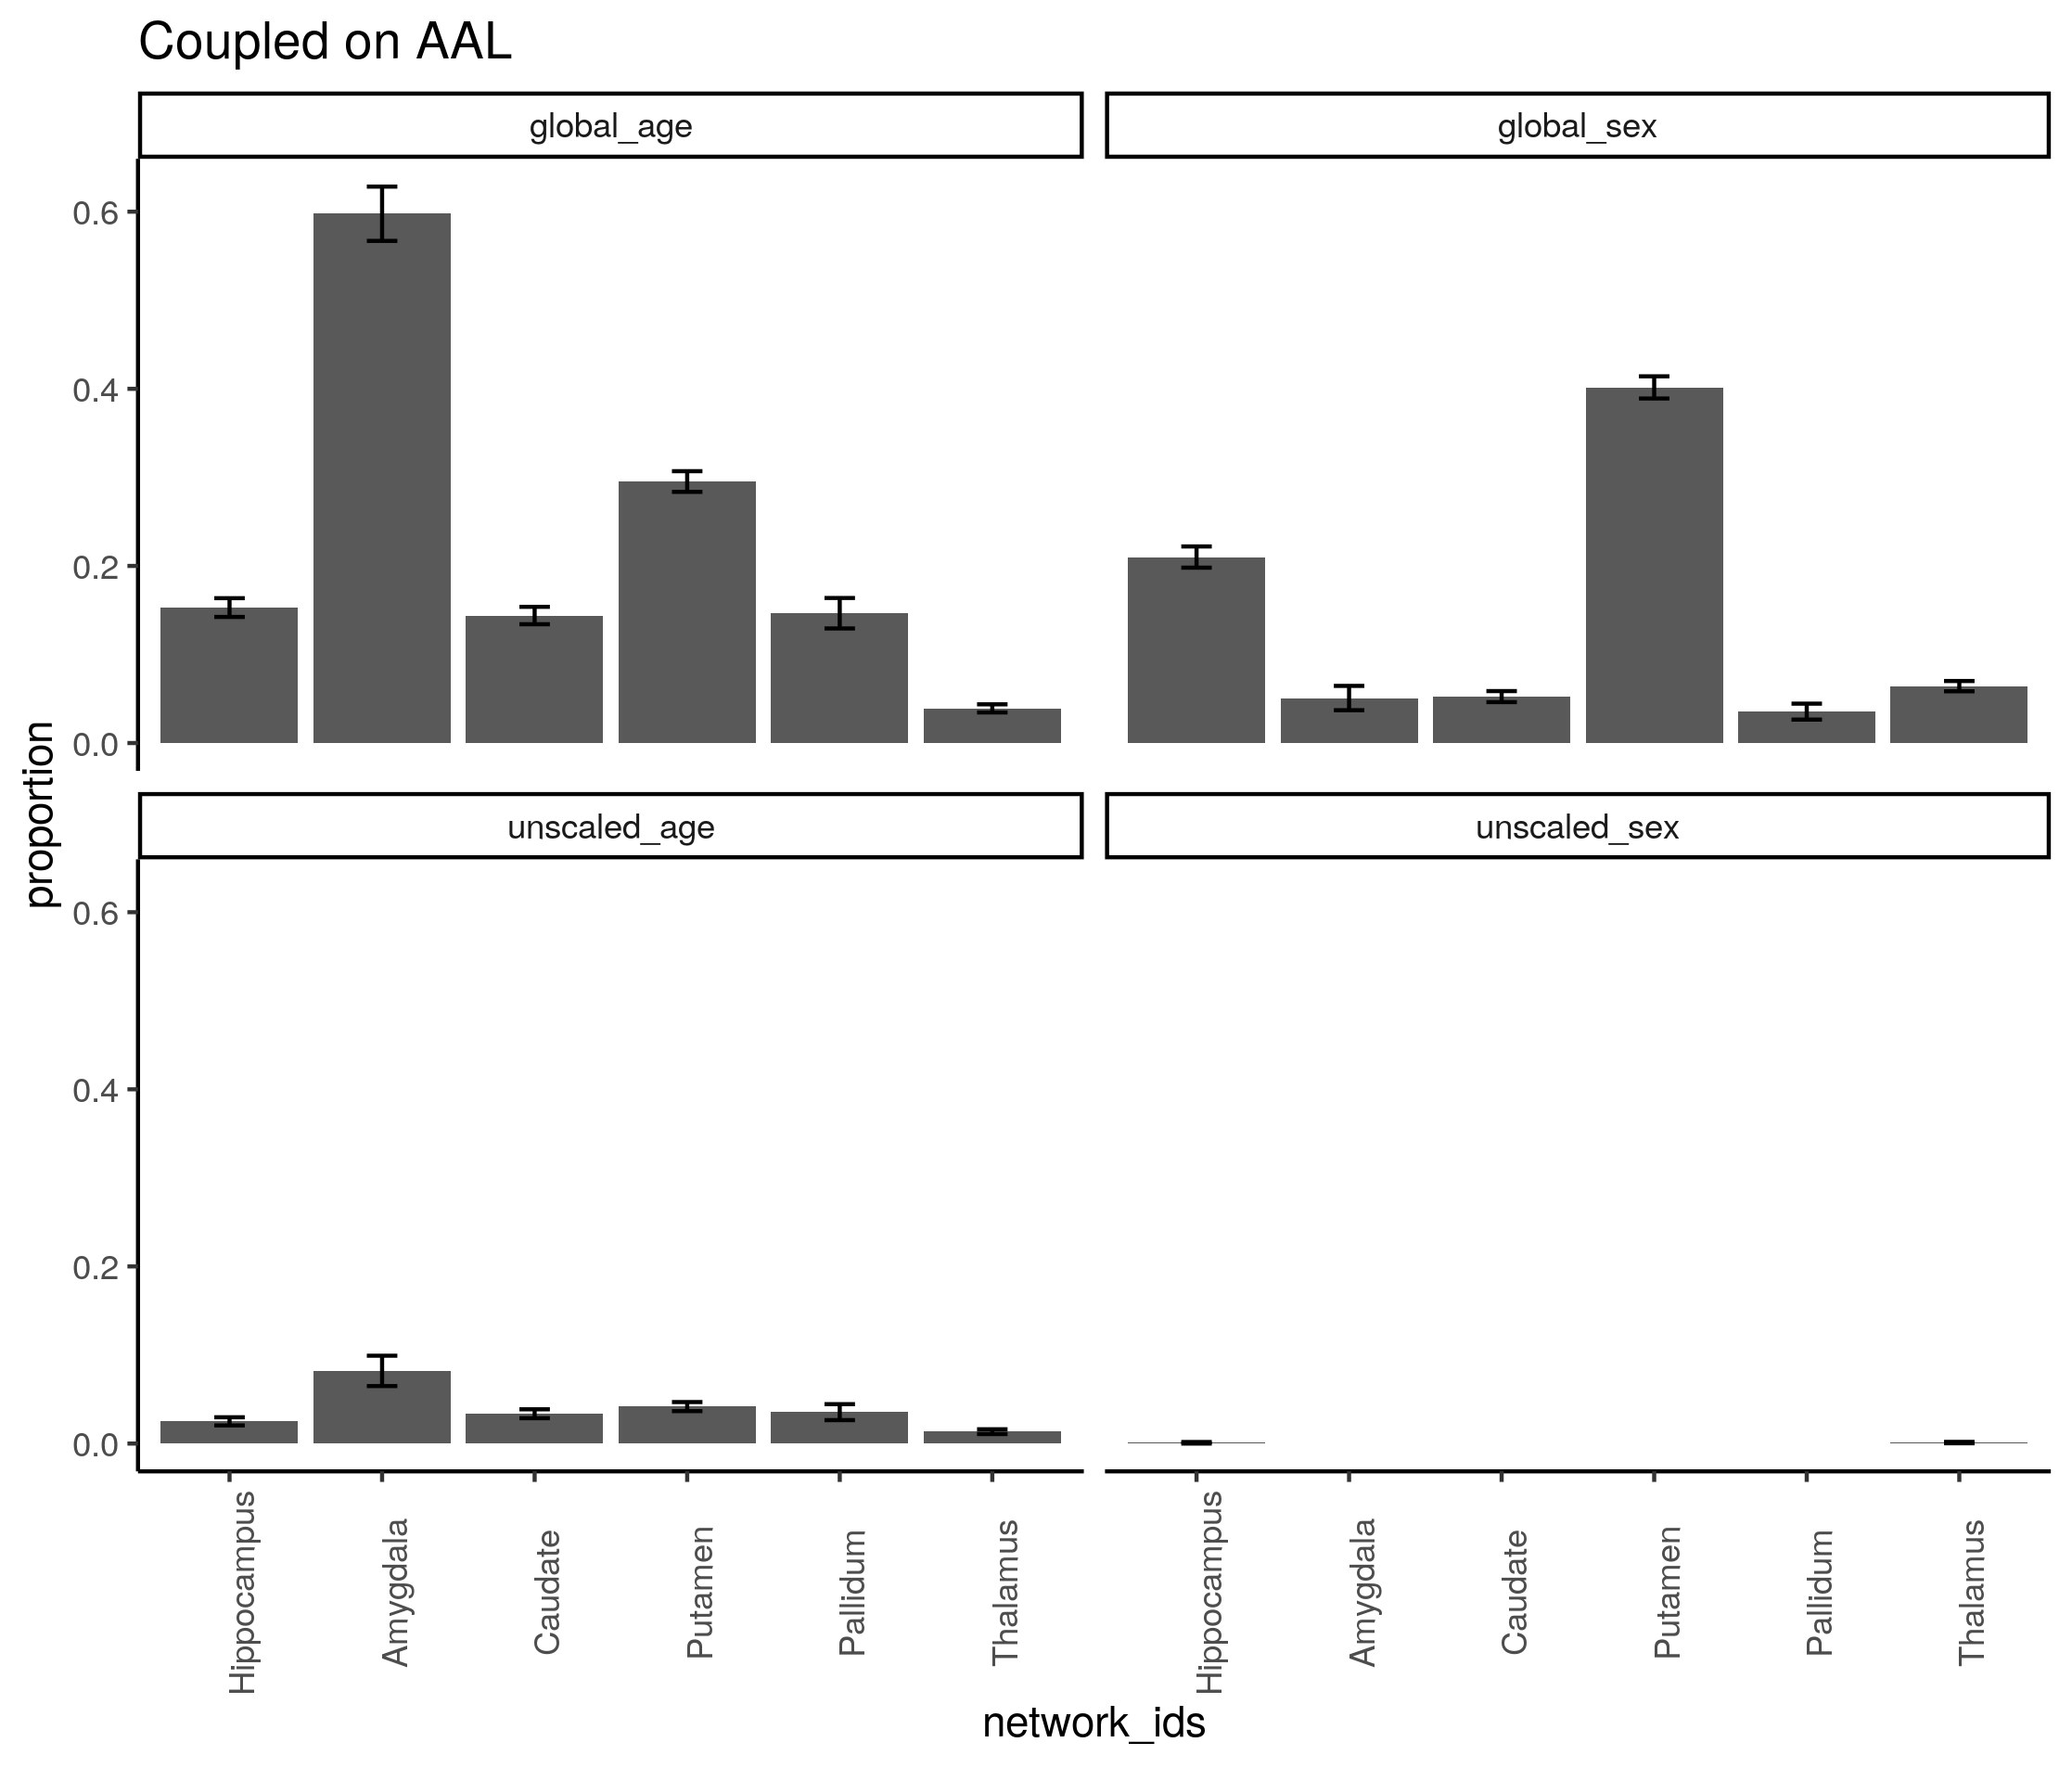 Coupled on AAL
global_age
global_sex
0.6
0.4
0.2
0.0
proportion
unscaled_age
unscaled_sex
0.6
0.4
0.2
0.0
Hippocampus
Amygdala
Caudate
Putamen
Pallidum
Thalamus
Hippocampus
Amygdala
Caudate
Putamen
Pallidum
Thalamus
network_ids